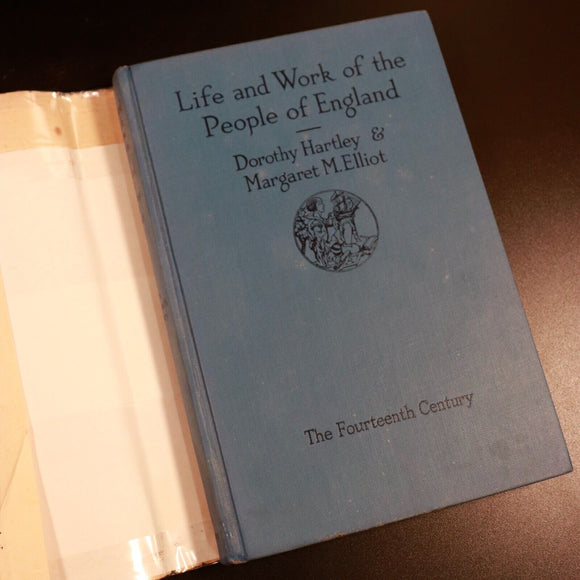 Life and Work of the
People of England
Dorothy Hartley &
Margaret M. Elliot
The Fourteenth Century